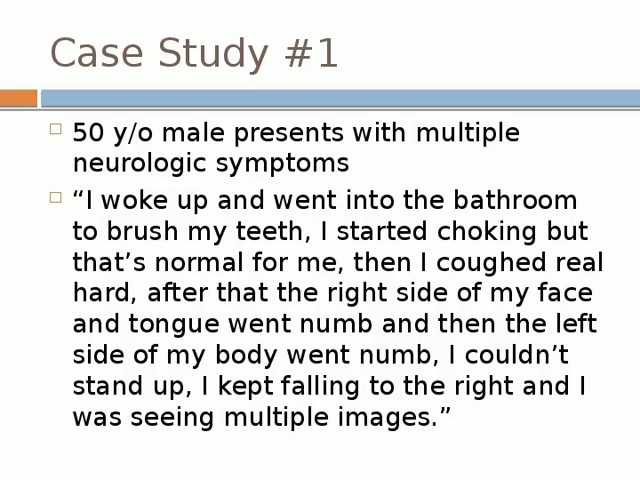 Case Study #1
50 y/o male presents with multiple
neurologic symptoms
“I woke up and went into the bathroom
to brush my teeth, I started choking but
that’s normal for me, then I coughed real
hard, after that the right side of my face
and tongue went numb and then the left
side of my body went numb, I couldn’t
stand up, I kept falling to the right and I
was seeing multiple images.”